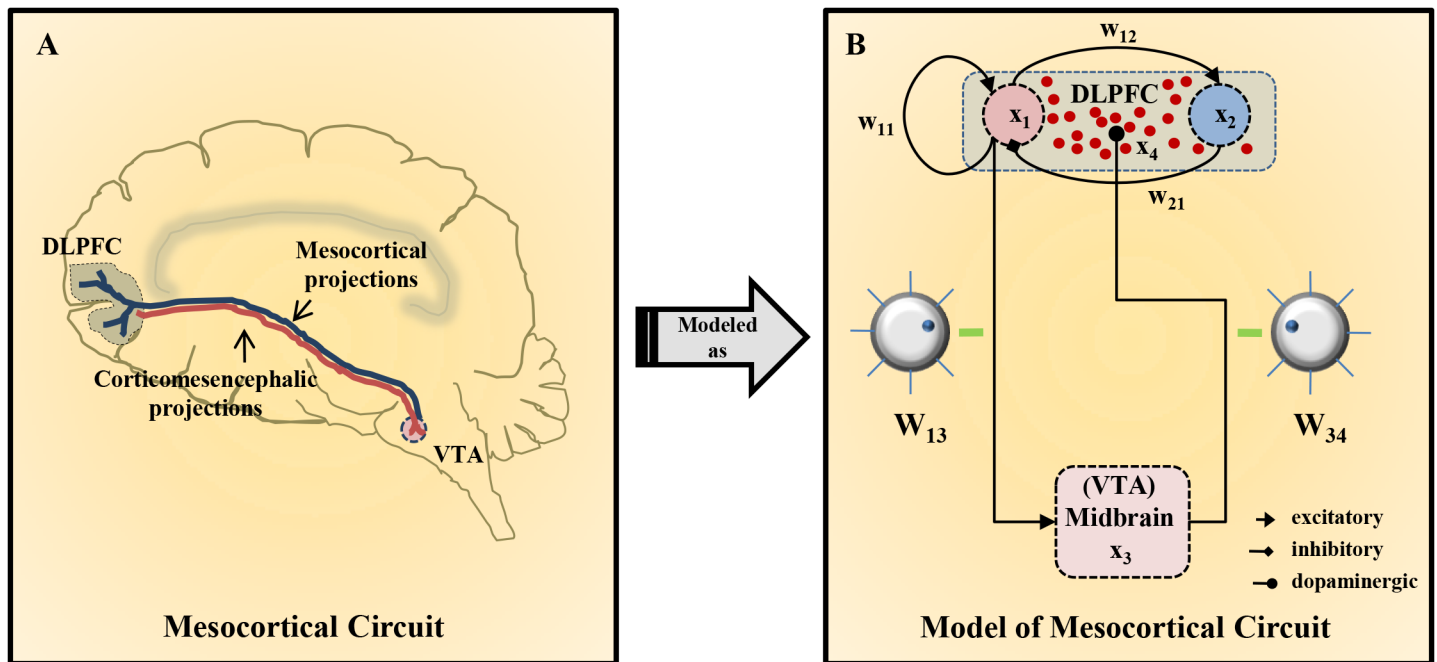 A
DLPFC
Mesocortical
projections
Corticomesencephalic
projections
VTA
Mesocortical Circuit
Modeled
as
B
w12
w11
x1
DLPFC
x2
x4
w21
W13
W34
(VTA)
Midbrain
x3
excitatory
inhibitory
dopaminergic
Model of Mesocortical Circuit